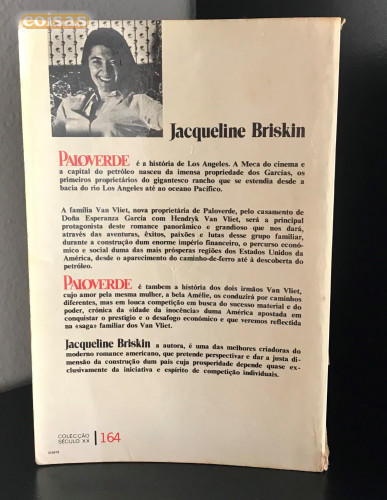 coisas
Jacqueline Briskin
PALOVERDE é a história de Los Angeles. A Meca do cinema e
a capital do petróleo nasceu da imensa propriedade dos Garcías, os
primeiros proprietários do gigantesco rancho que se estendia desde a
bacia do rio Los Angeles até ao oceano Pacífico.
A família Van Vliet, nova proprietária de Paloverde, pelo casamento de
Doña Esperanza García com Hendryk Van Vliet, será a principal
protagonista deste romance panorâmico e grandioso que nos dará,
através das aventuras, êxitos, paixões e lutas desse grupo familiar,
durante a construção dum enorme império financeiro, o percurso econó-
mico e social duma das mais prósperas regiões dos Estados Unidos da
América, desde o aparecimento do caminho-de-ferro até à descoberta do
petróleo.
PALOVERDE é tambem a história dos dois irmãos Van Vliet,
cujo amor pela mesma mulher, a bela Amélie, os conduzirá por caminhos
diferentes, mas em louca competição em busca do sucesso material e do
poder, crónica da «idade da inocência» duma América apostada em
conquistar o prestígio e o desafogo económico e que veremos reflectida
na «saga» familiar dos Van Vliet.
Jacqueline Briskin a autora, é uma das melhores criadoras do
moderno romance americano, que pretende perspectivar e dar a justa di-
mensão da construção dum país cuja prosperidade depende quase ex-
clusivamente da iniciativa e espírito de competição individuais.
COLECÇÃO
SÉCULO XX | 164